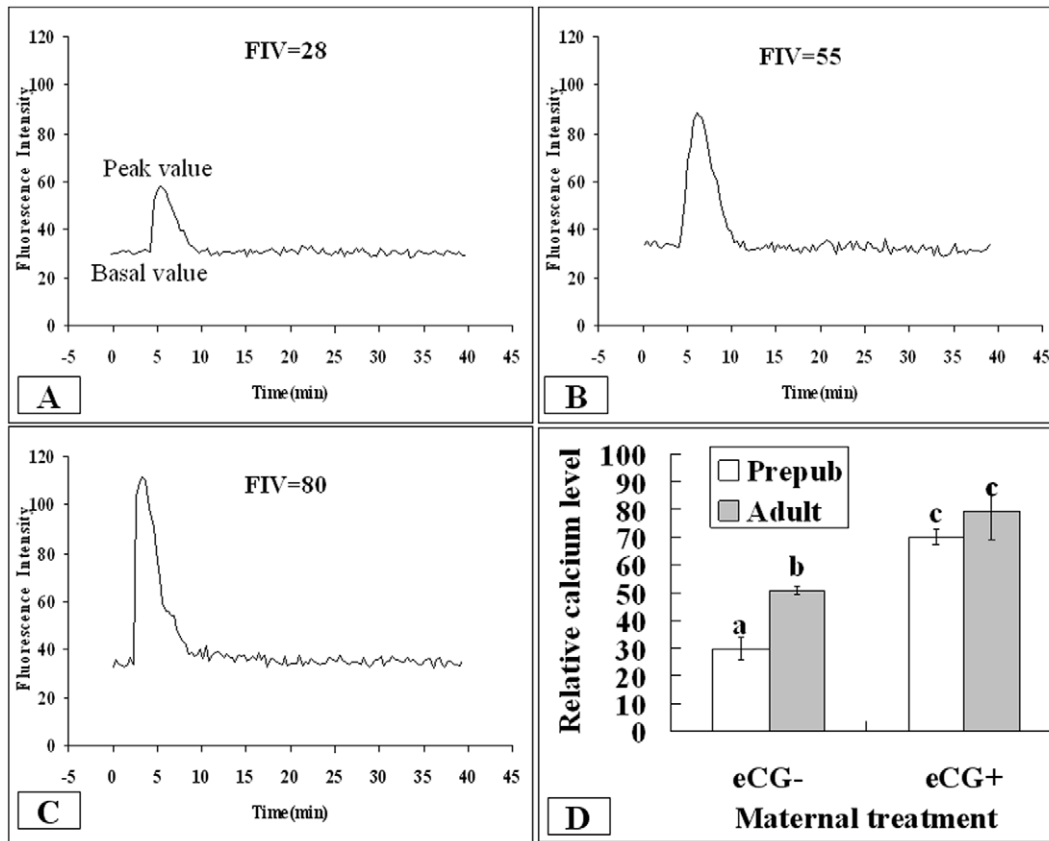 FIV=28
120
100
80
60
40
20
0
Peak value
Basal value
Fluorescence Intensity
-5 0 5 10 15 20 25 30 35 40 45
Time(min)
A
FIV=55
120
100
80
60
40
20
0
Fluorescence Intensity
-5 0 5 10 15 20 25 30 35 40 45
Time(min)
B
FIV=80
120
100
80
60
40
20
0
Fluorescence Intensity
-5 0 5 10 15 20 25 30 35 40 45
Time(min)
C
Prepub
Adult
100
90
80
70
60
50
40
30
20
10
0
Relative calcium level
a
b
c
c
eCG-
eCG+
Maternal treatment
D